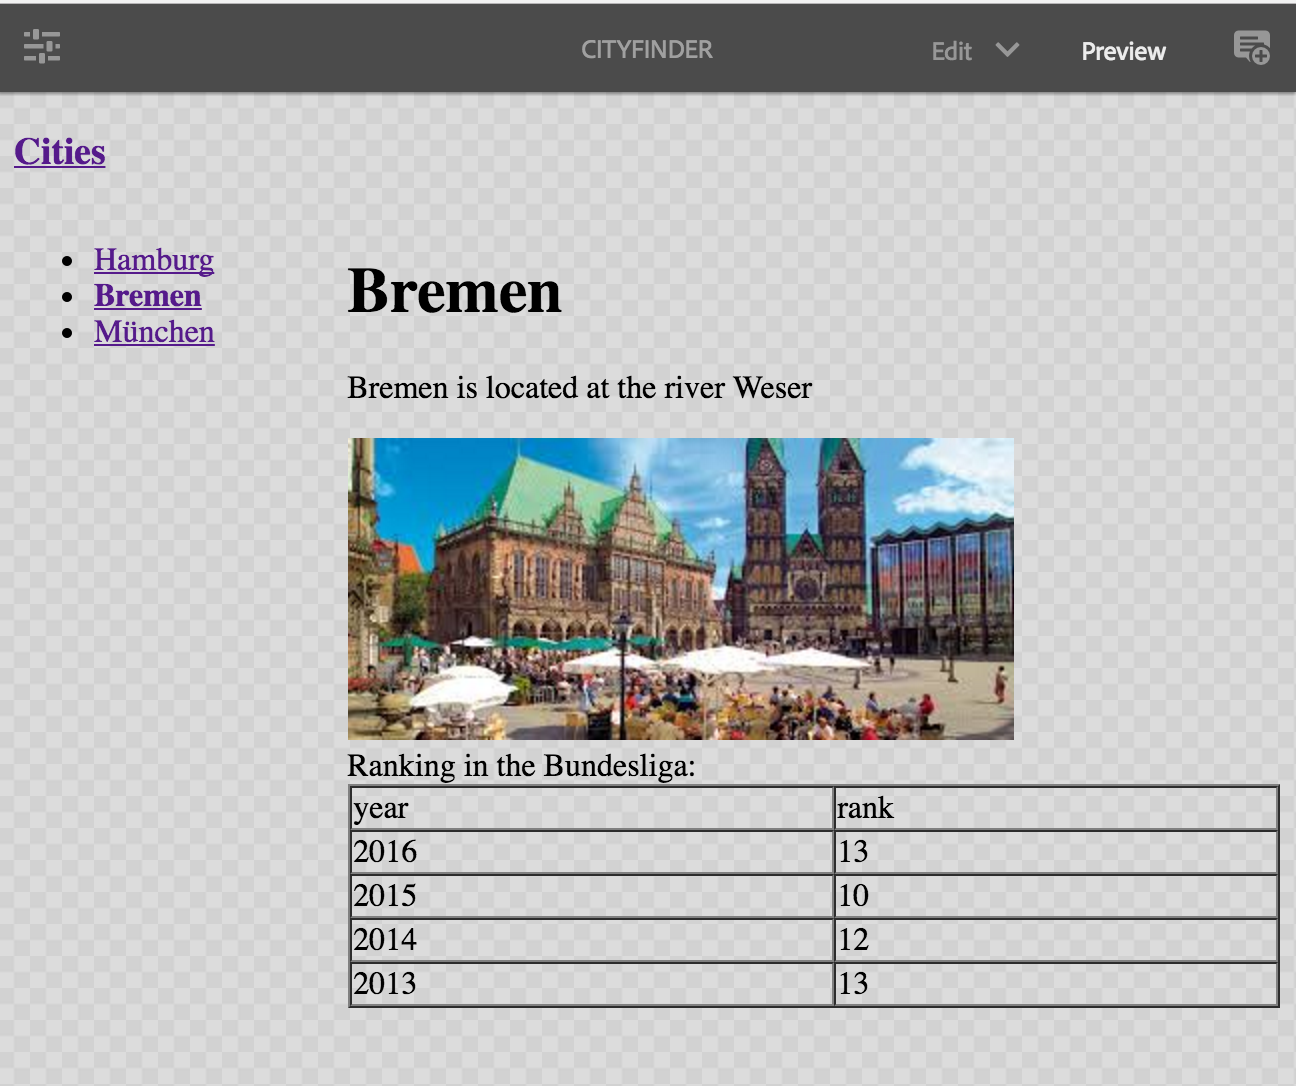 CITYFINDER Edit Preview
Cities
Hamburg
Bremen
München
Bremen
Bremen is located at the river Weser
Ranking in the Bundesliga:
year rank
2016 13
2015 10
2014 12
2013 13